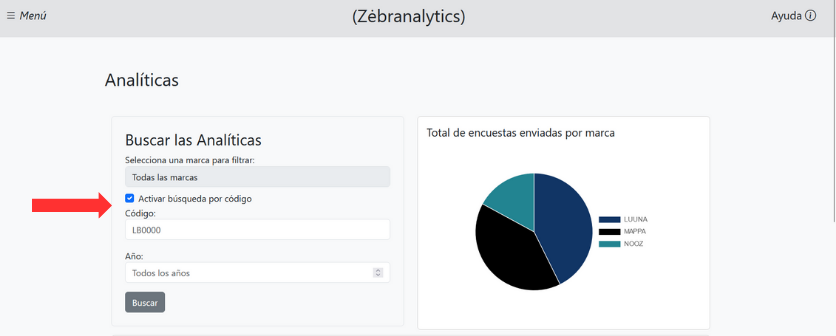 ≡ Menú
(Zėbranalytics)
Ayuda ⓘ
Analíticas
Buscar las Analíticas
Selecciona una marca para filtrar:
Todas las marcas
Activar búsqueda por código
Código:
LB0000
Año:
Todos los años
Buscar
Total de encuestas enviadas por marca
LUUNA
MAPPA
NOOZ